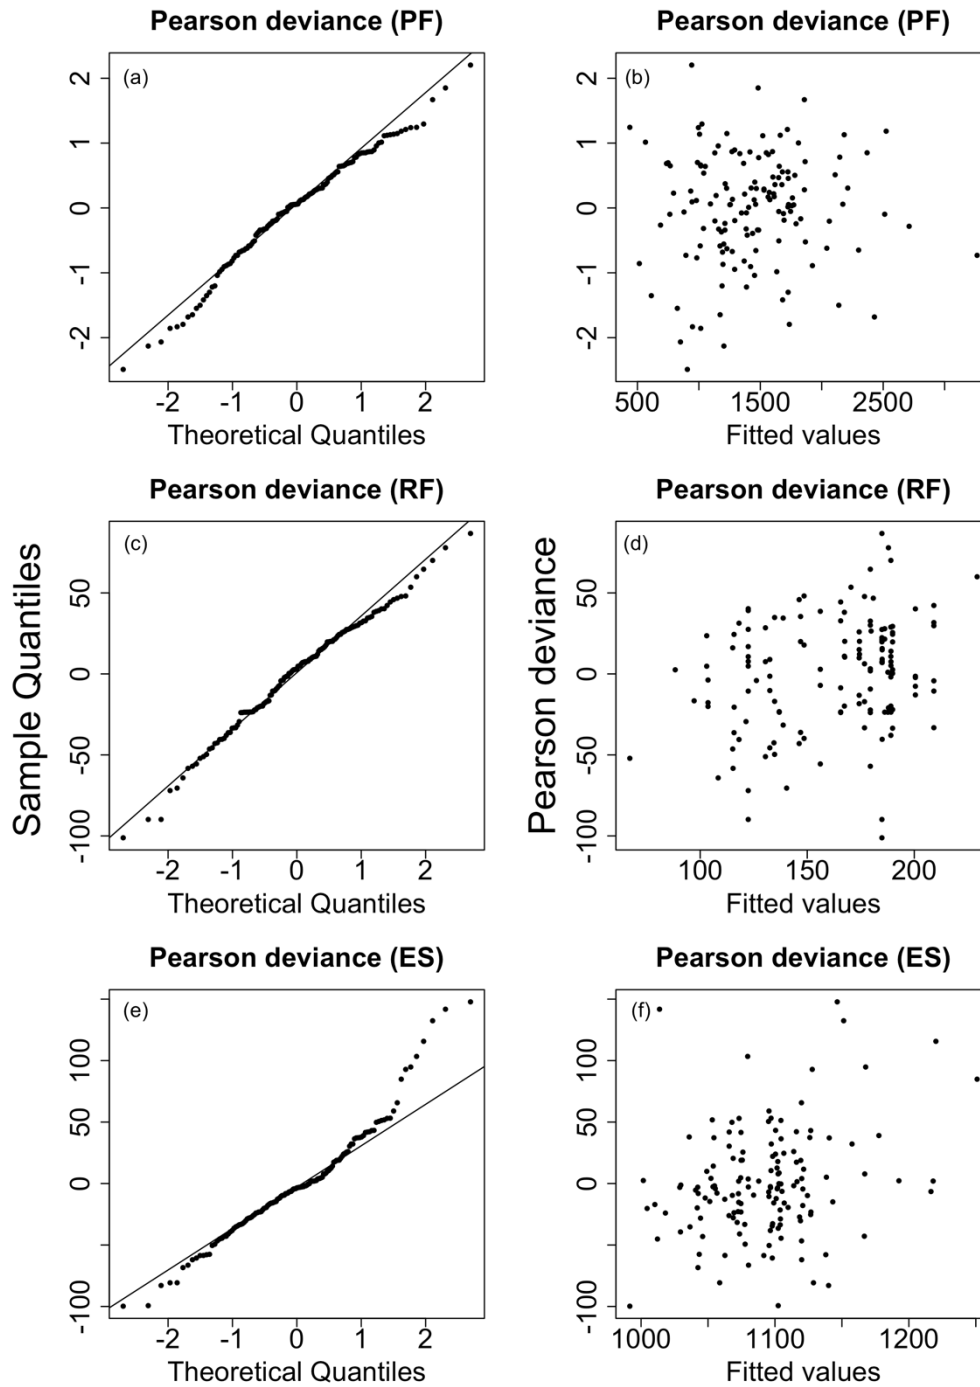 Pearson deviance (PF)
(a)
2
1
0
-1
-2
-2 -1 0 1 2
Theoretical Quantiles
Pearson deviance (PF)
(b)
2
1
0
-1
-2
500 1500 2500
Fitted values
Pearson deviance (RF)
(c)
Sample Quantiles
50
0
-50
-100
-2 -1 0 1 2
Theoretical Quantiles
Pearson deviance (RF)
(d)
Pearson deviance
50
0
-50
-100
100 150 200
Fitted values
Pearson deviance (ES)
(e)
100
50
0
-100
-2 -1 0 1 2
Theoretical Quantiles
Pearson deviance (ES)
(f)
100
50
0
-100
1000 1100 1200
Fitted values